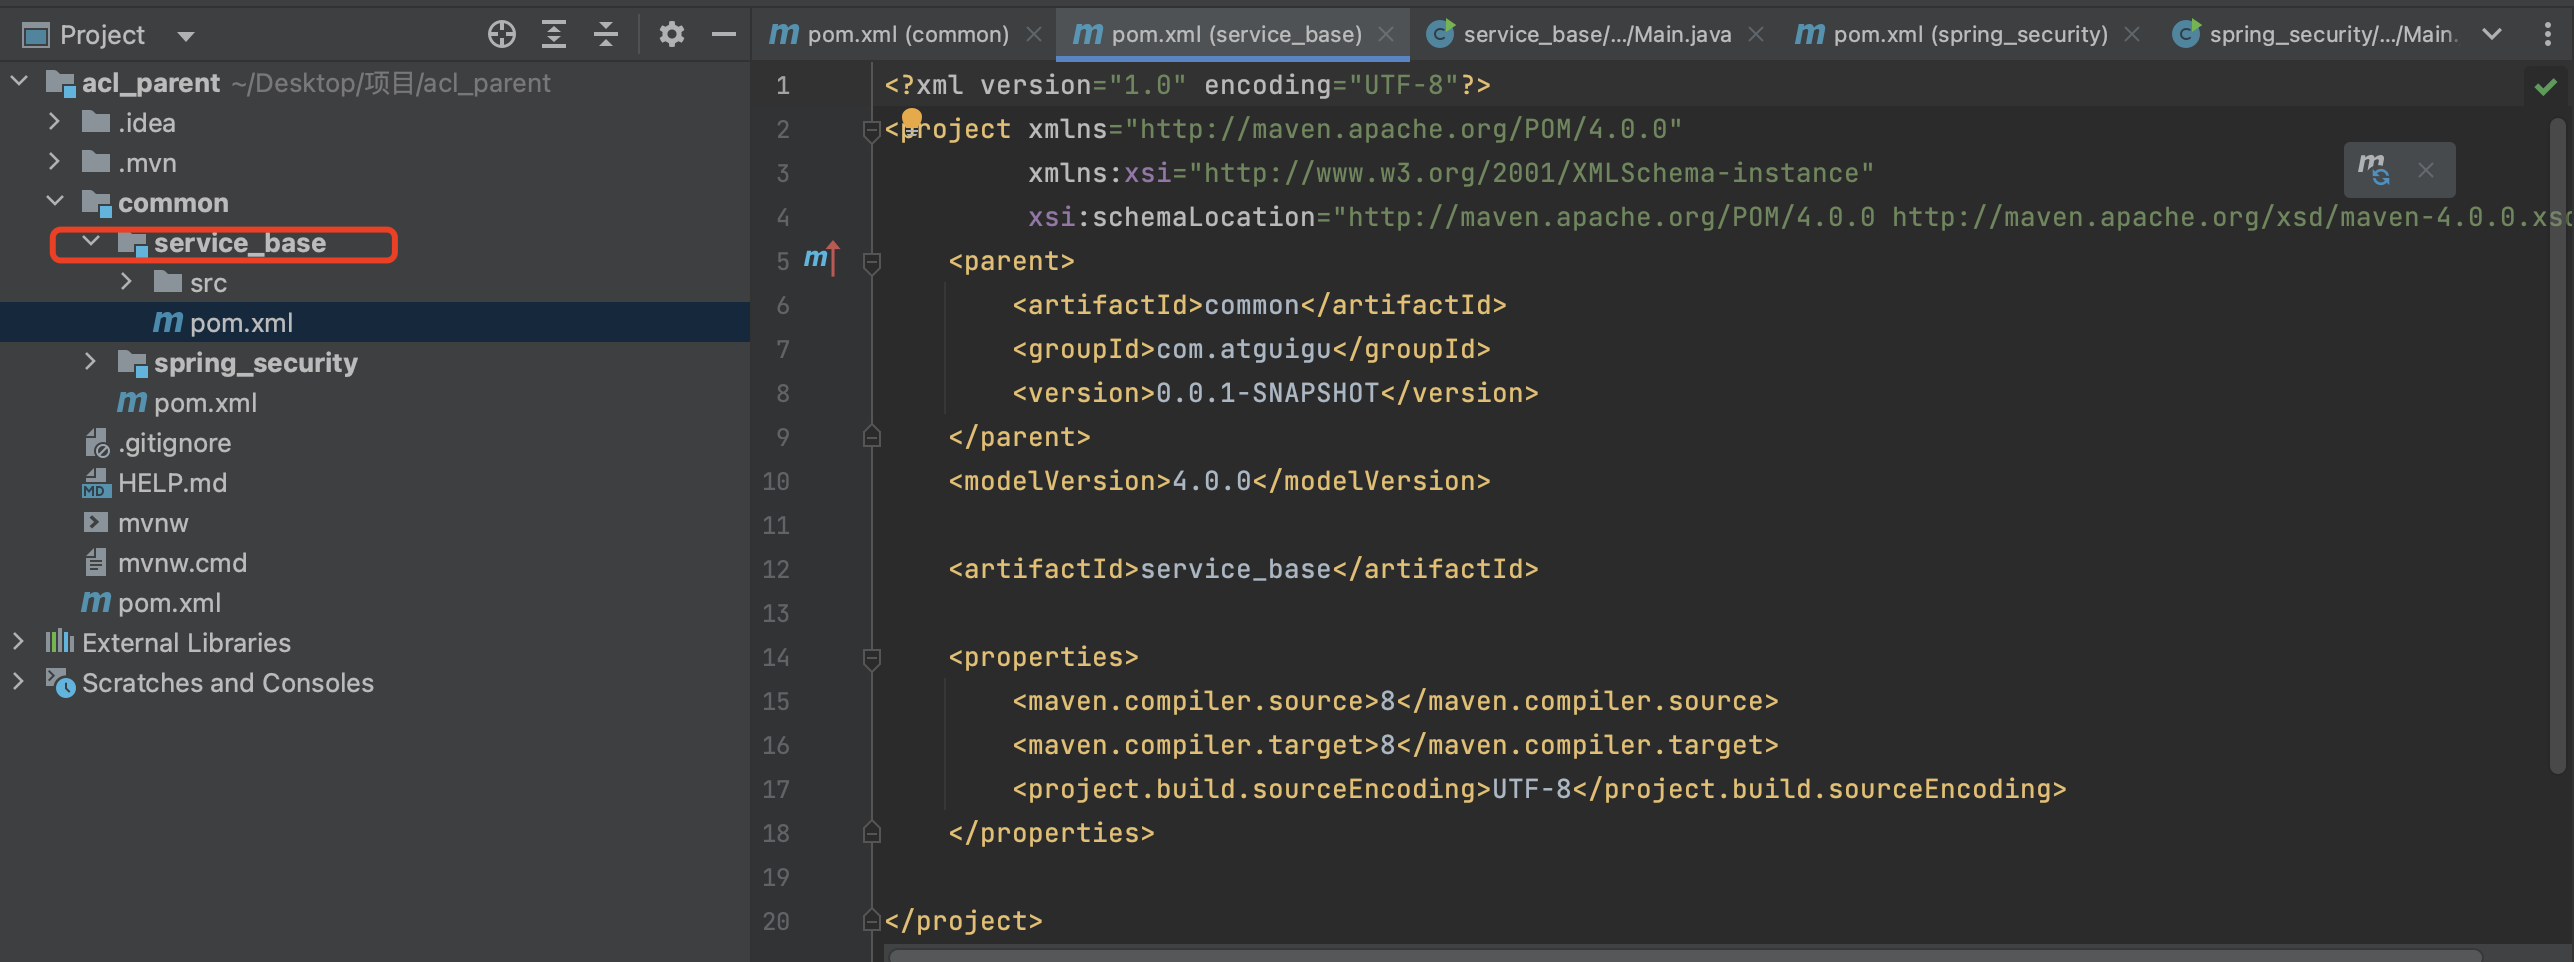 Project
acl_parent ~/Desktop/项目/acl_parent
.idea
.mvn
common
service_base
src
pom.xml
spring_security
pom.xml
.gitignore
HELP.md
mvnw
mvnw.cmd
pom.xml
External Libraries
Scratches and Consoles
pom.xml (common)
pom.xml (service_base)
service_base/.../Main.java
pom.xml (spring_security)
spring_security/.../Main.
1 <?xml version="1.0" encoding="UTF-8"?>
2 <project xmlns="http://maven.apache.org/POM/4.0.0"
3 xmlns:xsi="http://www.w3.org/2001/XMLSchema-instance"
4 xsi:schemaLocation="http://maven.apache.org/POM/4.0.0 http://maven.apache.org/xsd/maven-4.0.0.xsd
5 <parent>
6 <artifactId>common</artifactId>
7 <groupId>com.atguigu</groupId>
8 <version>0.0.1-SNAPSHOT</version>
9 </parent>
10 <modelVersion>4.0.0</modelVersion>
11
12 <artifactId>service_base</artifactId>
13
14 <properties>
15 <maven.compiler.source>8</maven.compiler.source>
16 <maven.compiler.target>8</maven.compiler.target>
17 <project.build.sourceEncoding>UTF-8</project.build.sourceEncoding>
18 </properties>
19
20 </project>